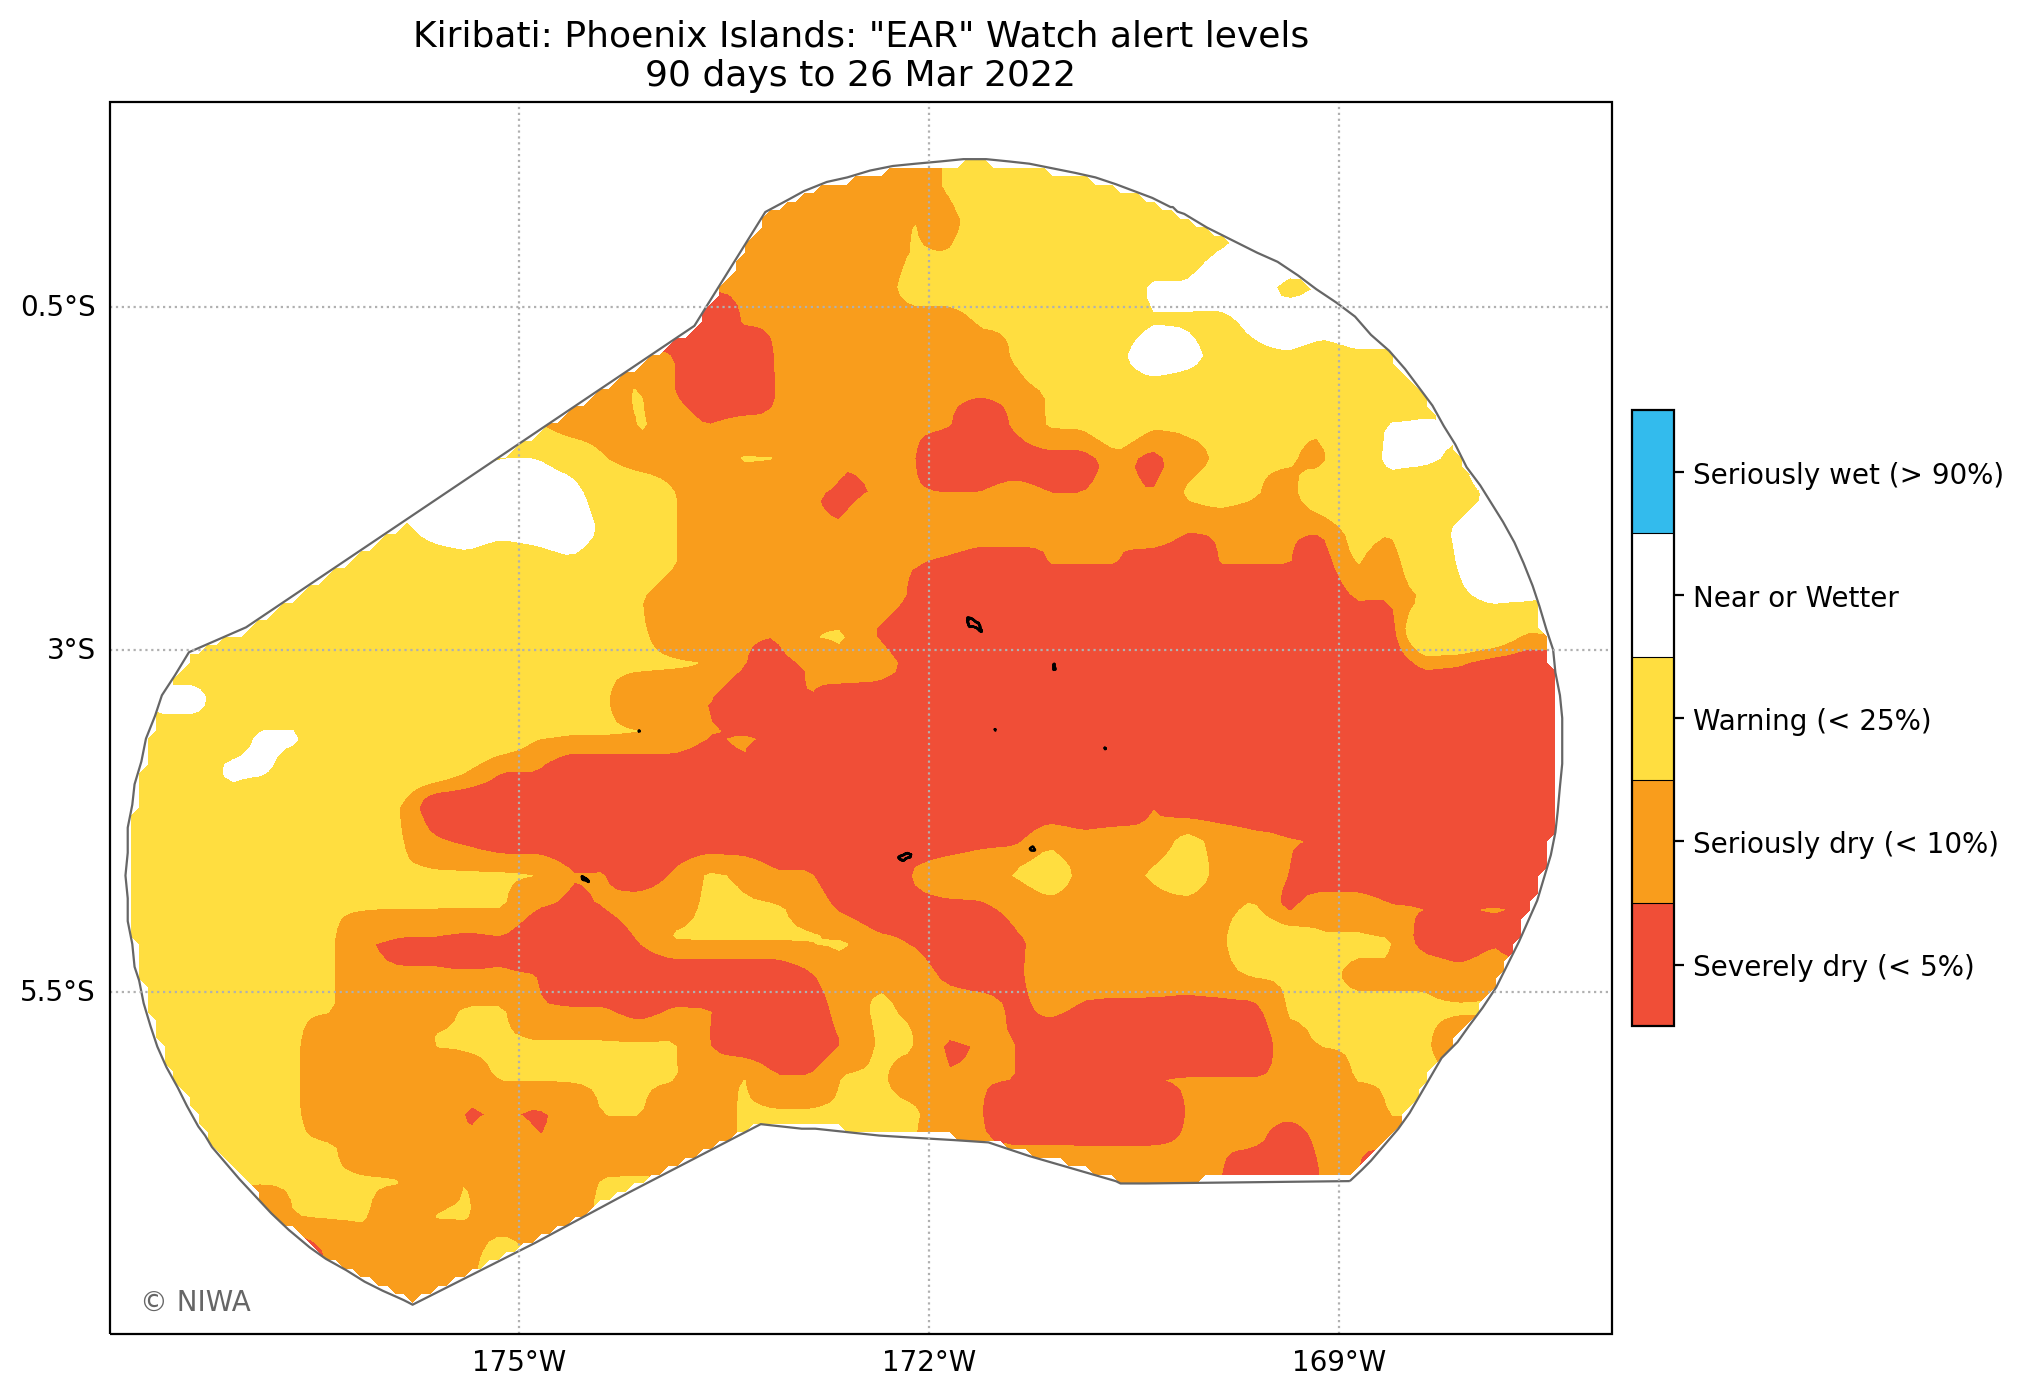 Kiribati: Phoenix Islands: "EAR" Watch alert levels
90 days to 26 Mar 2022
0.5°S
3°S
5.5°S
175°W
172°W
169°W
Seriously wet (> 90%)
Near or Wetter
Warning (< 25%)
Seriously dry (< 10%)
Severely dry (< 5%)
© NIWA